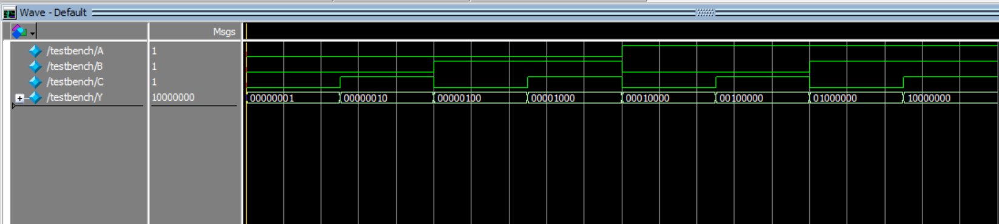 Wave - Default
Msgs
/testbench/A 1
/testbench/B 1
/testbench/C 1
/testbench/Y 10000000 00000001 00000010 00000100 00001000 00010000 00100000 01000000 10000000